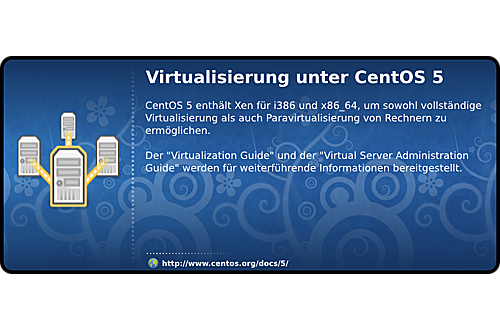 Virtualisierung unter CentOS 5
CentOS 5 enthält Xen für i386 und x86_64, um sowohl vollständige
Virtualisierung als auch Paravirtualisierung von Rechnern zu
ermöglichen.
Der "Virtualization Guide" und der "Virtual Server Administration
Guide" werden für weiterführende Informationen bereitgestellt.
http://www.centos.org/docs/5/